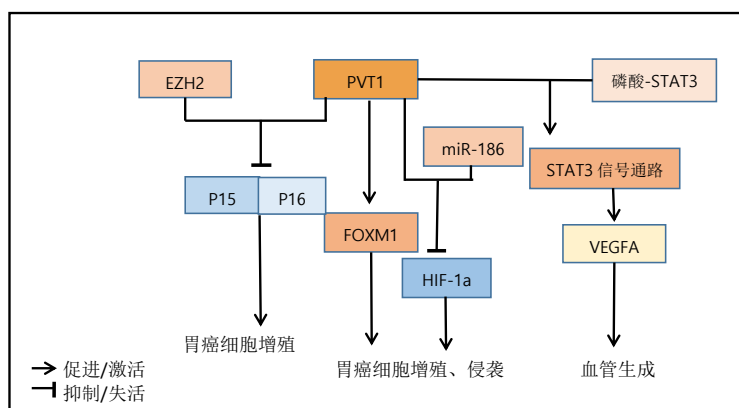 EZH2
PVT1
磷酸-STAT3
miR-186
STAT3 信号通路
P15
P16
FOXM1
VEGFA
HIF-1a
胃癌细胞增殖
胃癌细胞增殖、侵袭
血管生成
促进/激活
抑制/失活